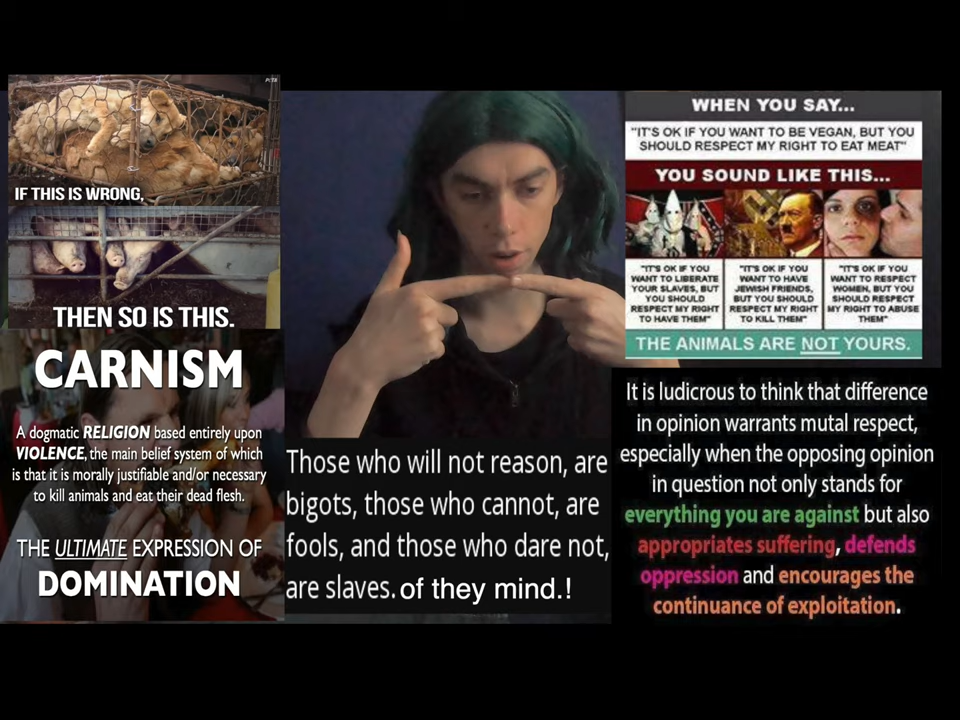 PETA
IF THIS IS WRONG,
THEN SO IS THIS.
CARNISM
A dogmatic RELIGION based entirely upon
VIOLENCE, the main belief system of which
is that it is morally justifiable and/or necessary
to kill animals and eat their dead flesh.
THE ULTIMATE EXPRESSION OF
DOMINATION
Those who will not reason, are
bigots, those who cannot, are
fools, and those who dare not,
are slaves. of they mind.!
WHEN YOU SAY...
"IT'S OK IF YOU WANT TO BE VEGAN, BUT YOU
SHOULD RESPECT MY RIGHT TO EAT MEAT"
YOU SOUND LIKE THIS...
"IT'S OK IF YOU
WANT TO LIBERATE
YOUR SLAVES, BUT
YOU SHOULD
RESPECT MY RIGHT
TO HAVE THEM"
"IT'S OK IF YOU
WANT TO HAVE
JEWISH FRIENDS,
BUT YOU SHOULD
RESPECT MY RIGHT
TO KILL THEM"
"IT'S OK IF YOU
WANT TO RESPECT
WOMEN, BUT YOU
SHOULD RESPECT
MY RIGHT TO ABUSE
THEM"
THE ANIMALS ARE NOT YOURS.
It is ludicrous to think that difference
in opinion warrants mutal respect,
especially when the opposing opinion
in question not only stands for
everything you are against but also
appropriates suffering, defends
oppression and encourages the
continuance of exploitation.